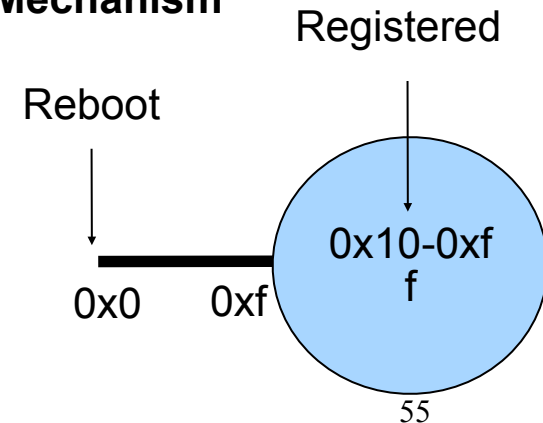 Mechanism
Registered
Reboot
0x10-0xf
f
0x0
0xf
55